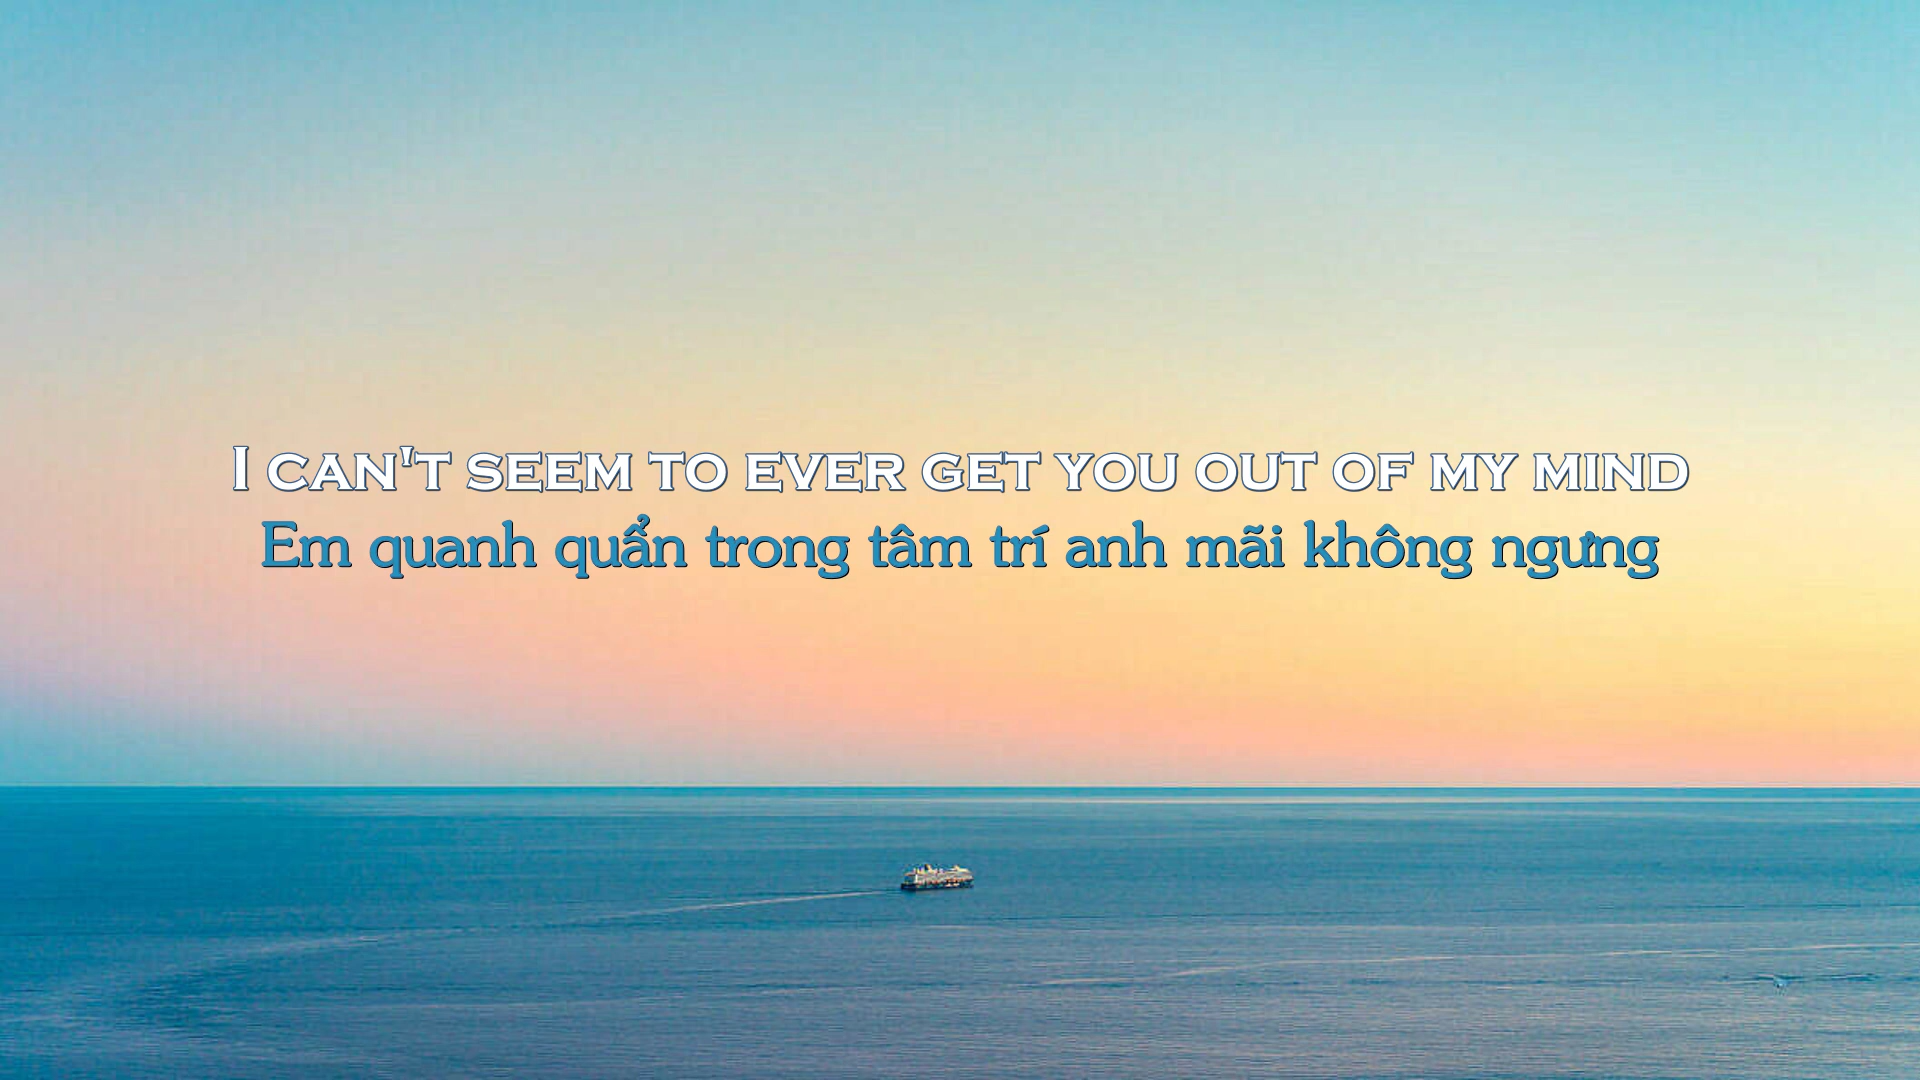 I can't seem to ever get you out of my mind
Em quanh quẩn trong tâm trí anh mãi không ngưng